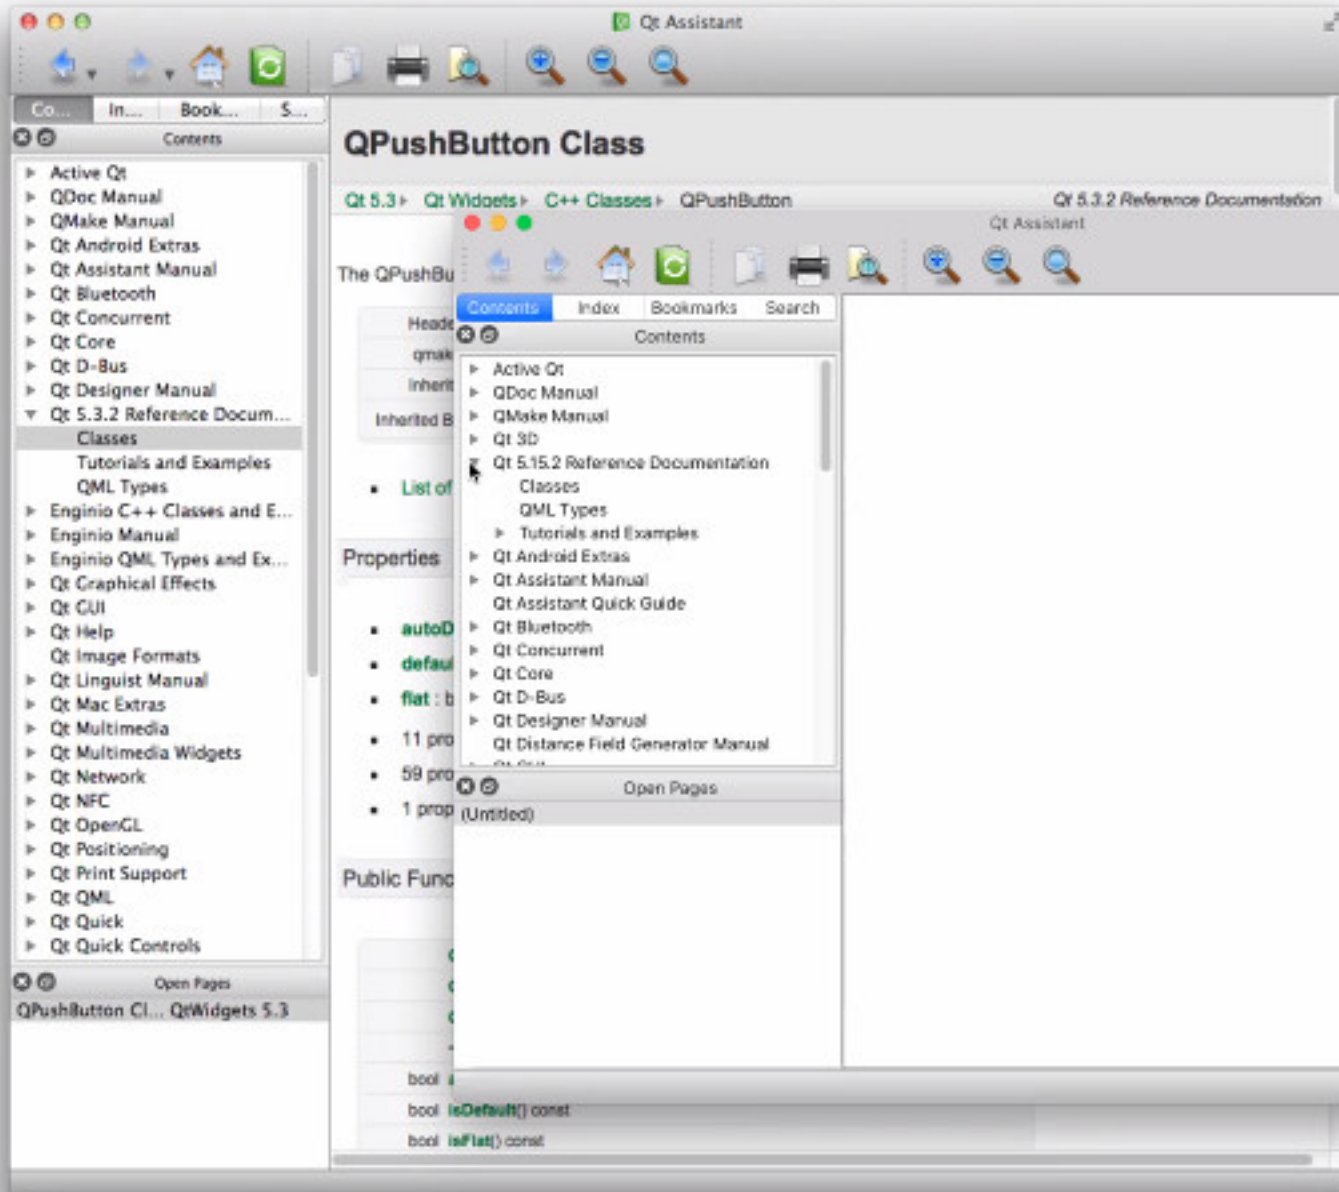 Qt Assistant
Co... In... Book... S...
Contents
Active Qt
QDoc Manual
QMake Manual
Qt Android Extras
Qt Assistant Manual
Qt Bluetooth
Qt Concurrent
Qt Core
Qt D-Bus
Qt Designer Manual
Qt 5.3.2 Reference Docum...
Classes
Tutorials and Examples
QML Types
Enginio C++ Classes and E...
Enginio Manual
Enginio QML Types and Ex...
Qt Graphical Effects
Qt GUI
Qt Help
Qt Image Formats
Qt Linguist Manual
Qt Mac Extras
Qt Multimedia
Qt Multimedia Widgets
Qt Network
Qt NFC
Qt OpenGL
Qt Positioning
Qt Print Support
Qt QML
Qt Quick
Qt Quick Controls
Open Pages
QPushButton Cl... QtWidgets 5.3
QPushButton Class
Qt 5.3 Qt Widgets C++ Classes QPushButton
Qt 5.3.2 Reference Documentation
The QPushBu
Heade
qmak
Inherit
Inherited B
List of
Properties
autoD
defau
flat : b
11 pro
59 pro
1 prop
Public Func
bool
bool isDefault() const
bool isFlat() const
Qt Assistant
Contents Index Bookmarks Search
Contents
Active Qt
QDoc Manual
QMake Manual
Qt 3D
Qt 5.15.2 Reference Documentation
Classes
QML Types
Tutorials and Examples
Qt Android Extras
Qt Assistant Manual
Qt Assistant Quick Guide
Qt Bluetooth
Qt Concurrent
Qt Core
Qt D-Bus
Qt Designer Manual
Qt Distance Field Generator Manual
Open Pages
(Untitled)